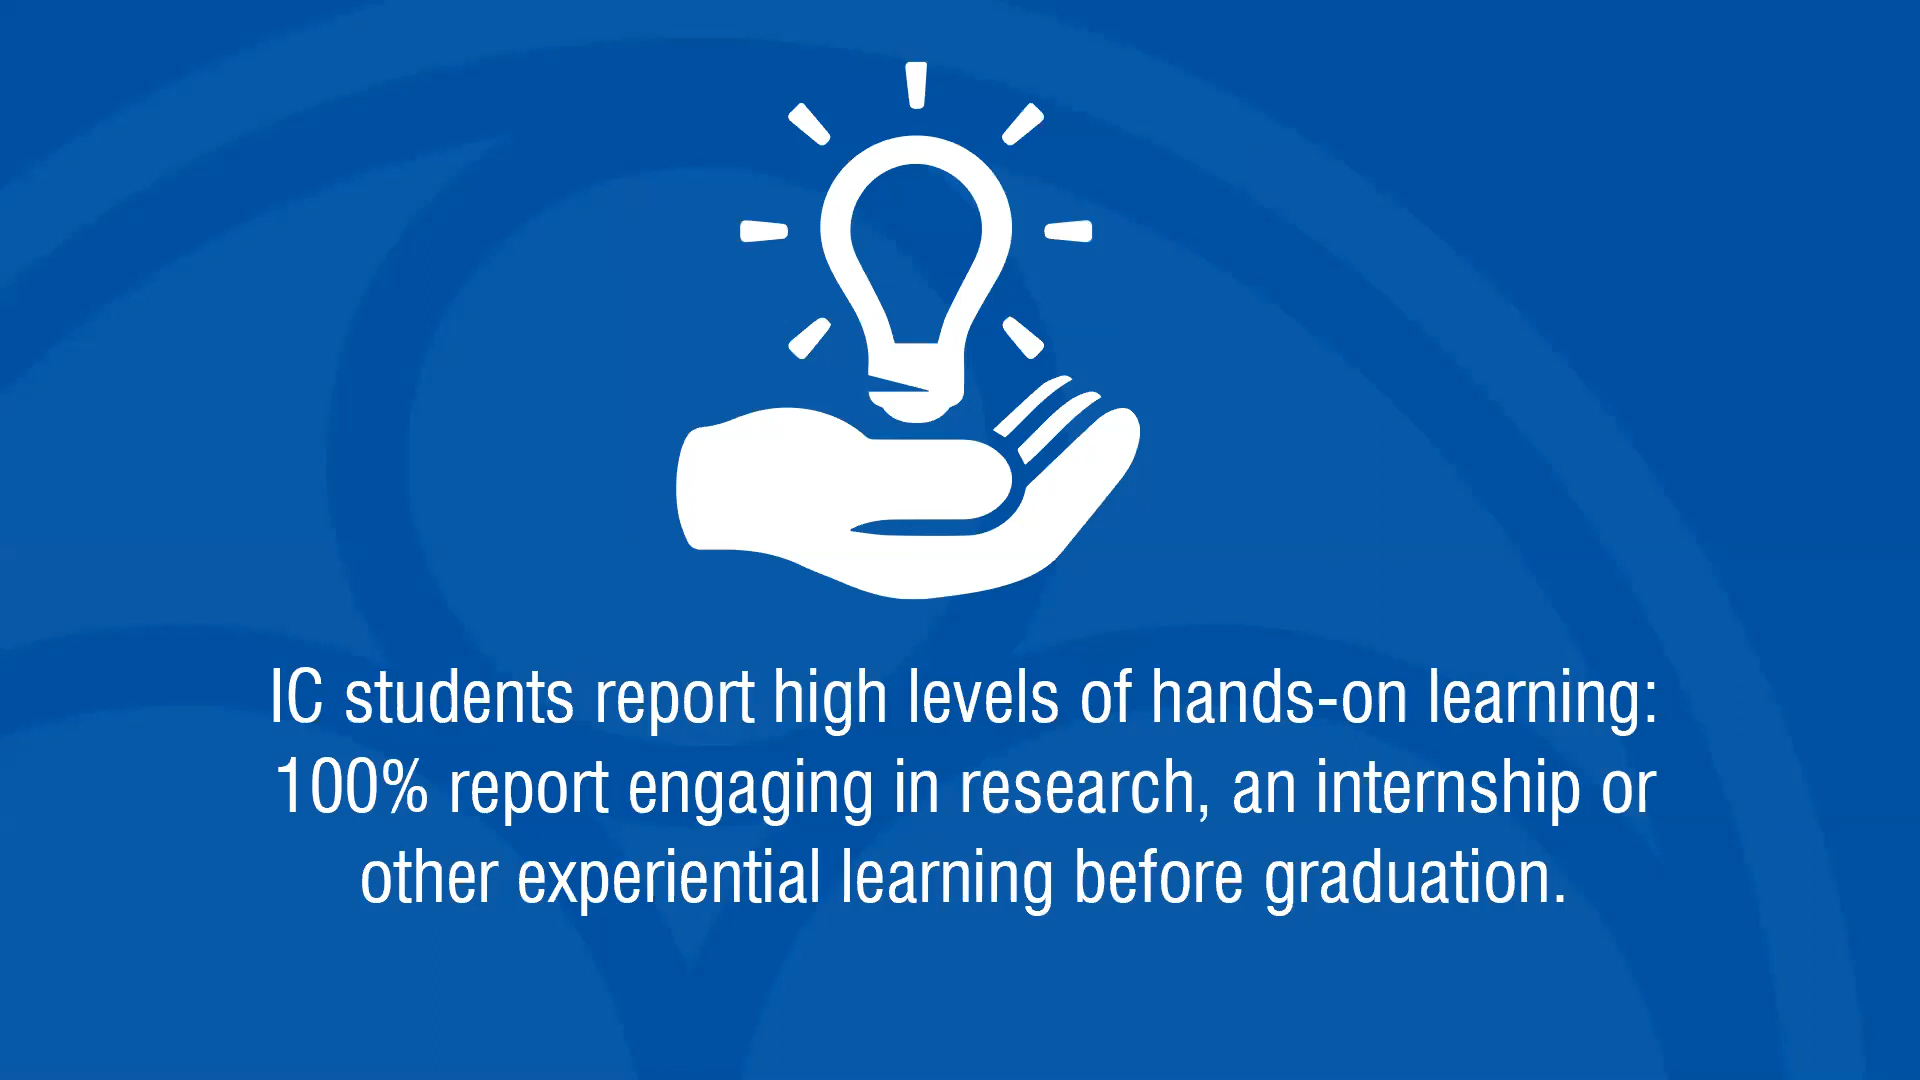 IC students report high levels of hands-on learning:
100% report engaging in research, an internship or
other experiential learning before graduation.